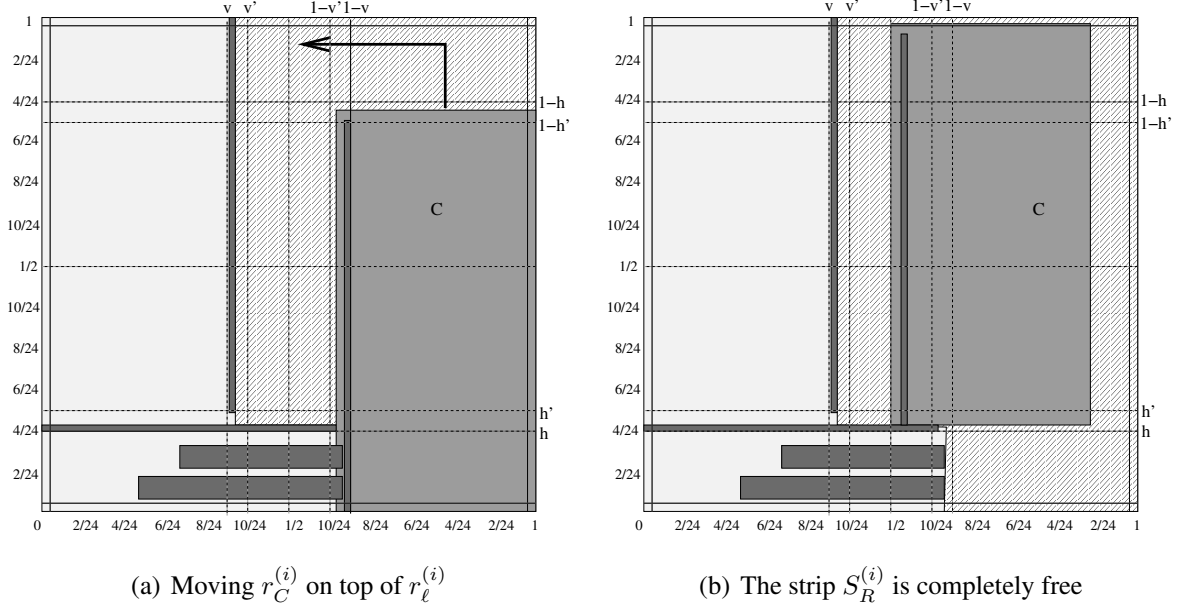 v v' 1−v' 1−v
1
2/24
4/24
1−h
1−h'
6/24
8/24
C
10/24
1/2
10/24
8/24
6/24
h'
4/24
h
2/24
0 2/24 4/24 6/24 8/24 10/24 1/2 10/24 8/24 6/24 4/24 2/24 1
(a) Moving $r_C^{(i)}$ on top of $r_\ell^{(i)}$
v v' 1−v' 1−v
1
2/24
4/24
1−h
1−h'
6/24
8/24
C
10/24
1/2
10/24
8/24
6/24
h'
4/24
h
2/24
0 2/24 4/24 6/24 8/24 10/24 1/2 10/24 8/24 6/24 4/24 2/24 1
(b) The strip $S_R^{(i)}$ is completely free